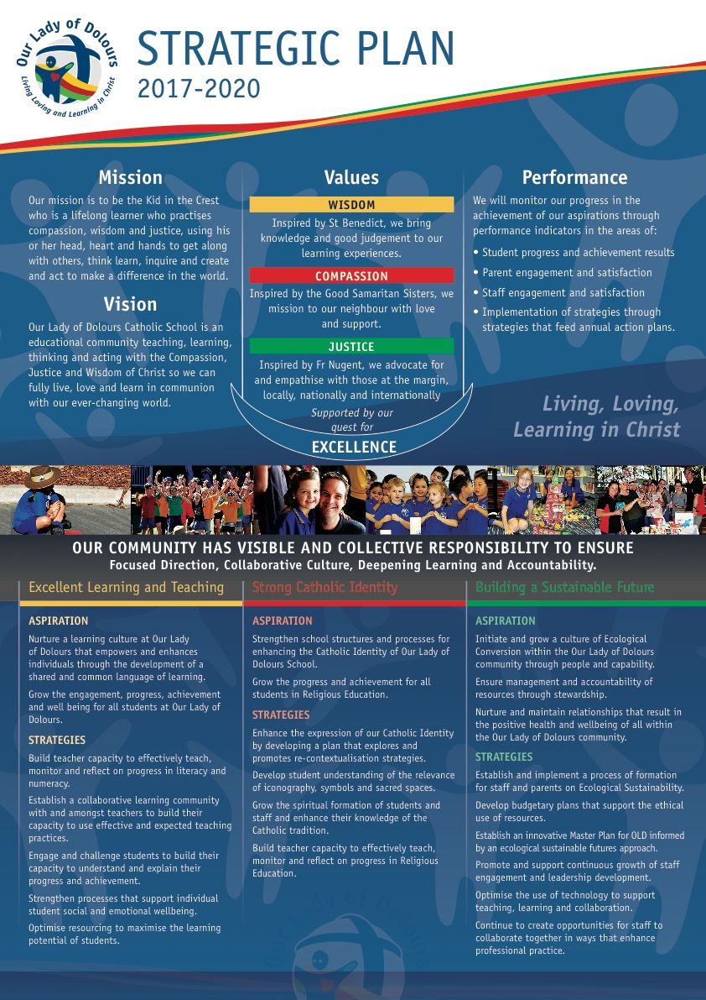 Our Lady of Dolours
Living Loving and Learning in Christ
STRATEGIC PLAN
2017-2020
Mission
Our mission is to be the Kid in the Crest
who is a lifelong learner who practises
compassion, wisdom and justice, using his
or her head, heart and hands to get along
with others, think learn, inquire and create
and act to make a difference in the world.
Vision
Our Lady of Dolours Catholic School is an
educational community teaching, learning,
thinking and acting with the Compassion,
Justice and Wisdom of Christ so we can
fully live, love and learn in communion
with our ever-changing world.
Values
WISDOM
Inspired by St Benedict, we bring
knowledge and good judgement to our
learning experiences.
COMPASSION
Inspired by the Good Samaritan Sisters, we
mission to our neighbour with love
and support.
JUSTICE
Inspired by Fr Nugent, we advocate for
and empathise with those at the margin,
locally, nationally and internationally
Supported by our
quest for
EXCELLENCE
Performance
We will monitor our progress in the
achievement of our aspirations through
performance indicators in the areas of:
• Student progress and achievement results
• Parent engagement and satisfaction
• Staff engagement and satisfaction
• Implementation of strategies through
strategies that feed annual action plans.
Living, Loving,
Learning in Christ
OUR COMMUNITY HAS VISIBLE AND COLLECTIVE RESPONSIBILITY TO ENSURE
Focused Direction, Collaborative Culture, Deepening Learning and Accountability.
Excellent Learning and Teaching
ASPIRATION
Nurture a learning culture at Our Lady
of Dolours that empowers and enhances
individuals through the development of a
shared and common language of learning.
Grow the engagement, progress, achievement
and well being for all students at Our Lady of
Dolours.
STRATEGIES
Build teacher capacity to effectively teach,
monitor and reflect on progress in literacy and
numeracy.
Establish a collaborative learning community
with and amongst teachers to build their
capacity to use effective and expected teaching
practices.
Engage and challenge students to build their
capacity to understand and explain their
progress and achievement.
Strengthen processes that support individual
student social and emotional wellbeing.
Optimise resourcing to maximise the learning
potential of students.
Strong Catholic Identity
ASPIRATION
Strengthen school structures and processes for
enhancing the Catholic Identity of Our Lady of
Dolours School.
Grow the progress and achievement for all
students in Religious Education.
STRATEGIES
Enhance the expression of our Catholic Identity
by developing a plan that explores and
promotes re-contextualisation strategies.
Develop student understanding of the relevance
of iconography, symbols and sacred spaces.
Grow the spiritual formation of students and
staff and enhance their knowledge of the
Catholic tradition.
Build teacher capacity to effectively teach,
monitor and reflect on progress in Religious
Education.
Building a Sustainable Future
ASPIRATION
Initiate and grow a culture of Ecological
Conversion within the Our Lady of Dolours
community through people and capability.
Ensure management and accountability of
resources through stewardship.
Nurture and maintain relationships that result in
the positive health and wellbeing of all within
the Our Lady of Dolours community.
STRATEGIES
Establish and implement a process of formation
for staff and parents on Ecological Sustainability.
Develop budgetary plans that support the ethical
use of resources.
Establish an innovative Master Plan for OLD informed
by an ecological sustainable futures approach.
Promote and support continuous growth of staff
engagement and leadership development.
Optimise the use of technology to support
teaching, learning and collaboration.
Continue to create opportunities for staff to
collaborate together in ways that enhance
professional practice.
Our Lady of Dolours